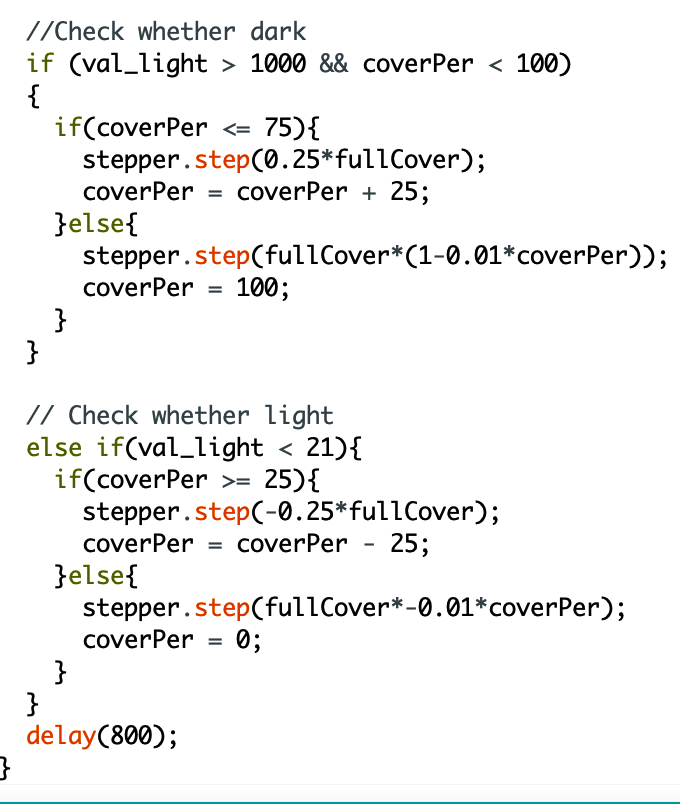 //Check whether dark
if (val_light > 1000 && coverPer < 100)
{
if(coverPer <= 75){
stepper.step(0.25*fullCover);
coverPer = coverPer + 25;
}else{
stepper.step(fullCover*(1-0.01*coverPer));
coverPer = 100;
}
}
// Check whether light
else if(val_light < 21){
if(coverPer >= 25){
stepper.step(-0.25*fullCover);
coverPer = coverPer - 25;
}else{
stepper.step(fullCover*-0.01*coverPer);
coverPer = 0;
}
}
delay(800);
}